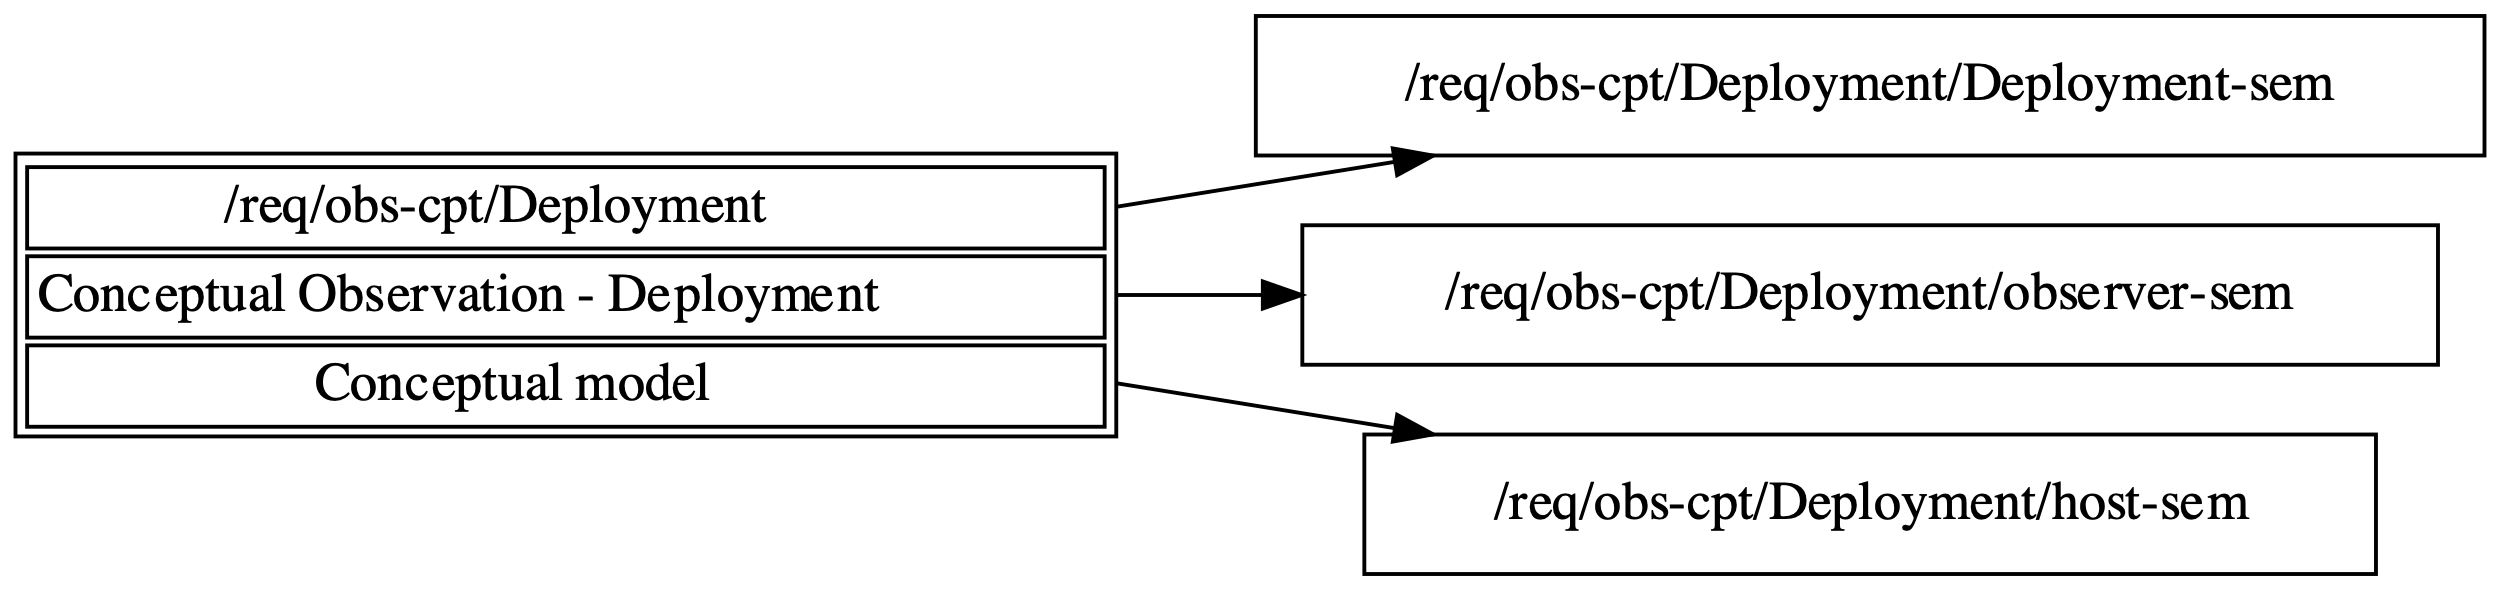 /req/obs-cpt/Deployment
Conceptual Observation - Deployment
Conceptual model
/req/obs-cpt/Deployment/Deployment-sem
/req/obs-cpt/Deployment/observer-sem
/req/obs-cpt/Deployment/host-sem